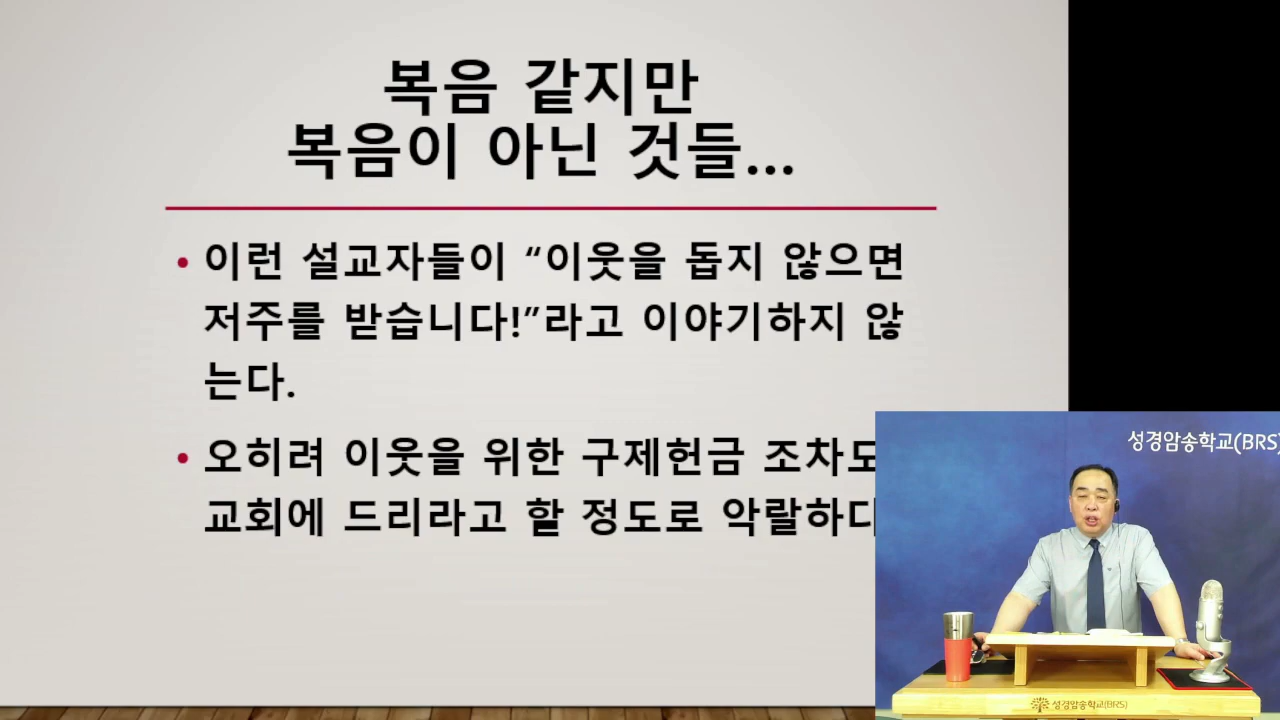 복음 같지만
복음이 아닌 것들...
• 이런 설교자들이 “이웃을 돕지 않으면
저주를 받습니다!”라고 이야기하지 않
는다.
• 오히려 이웃을 위한 구제헌금 조차도
교회에 드리라고 할 정도로 악랄하다
성경암송학교(BRS)
성경암송학교(BRS)